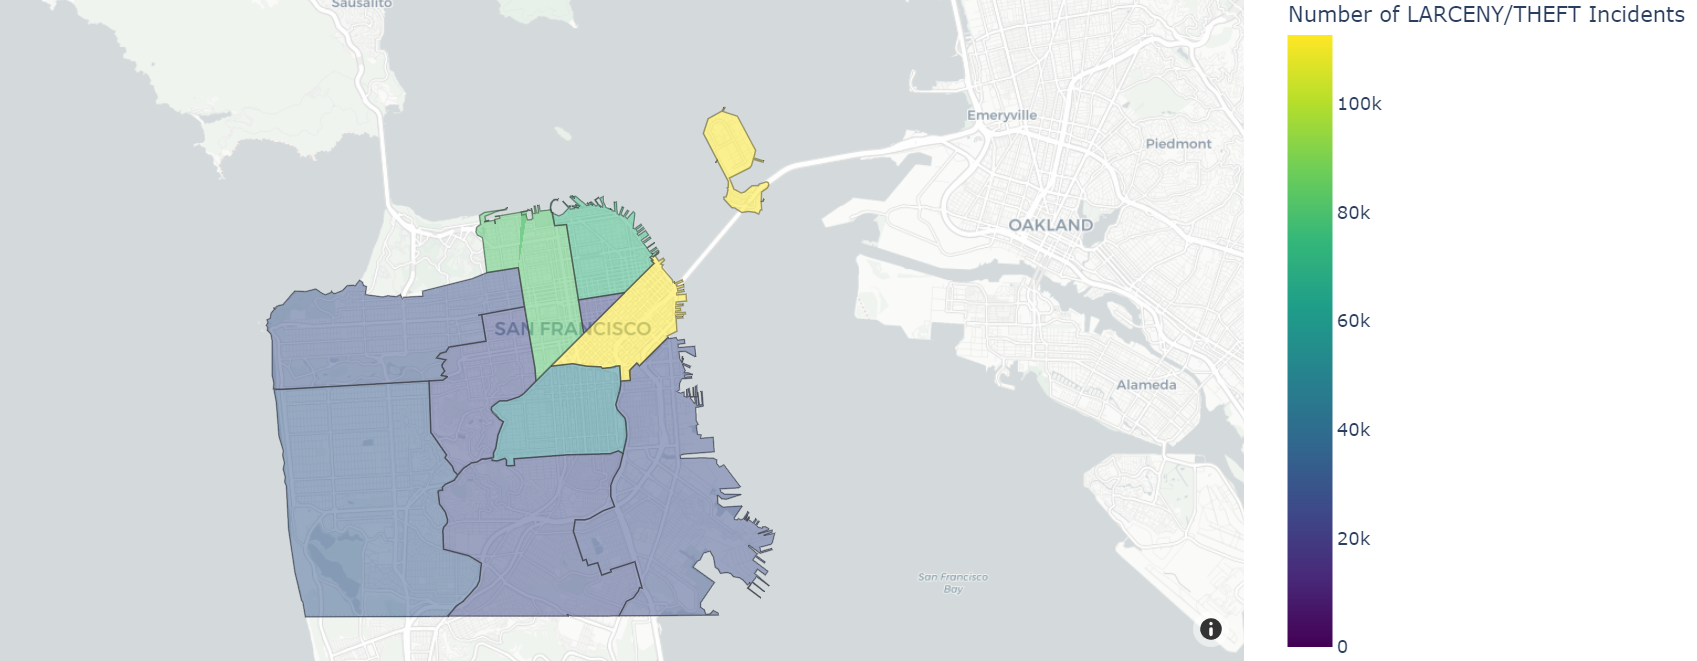 Sausalito
Number of LARCENY/THEFT Incidents
100k
Emeryville
Piedmont
80k
OAKLAND
60k
SAN FRANCISCO
Alameda
40k
20k
San Francisco
Bay
0